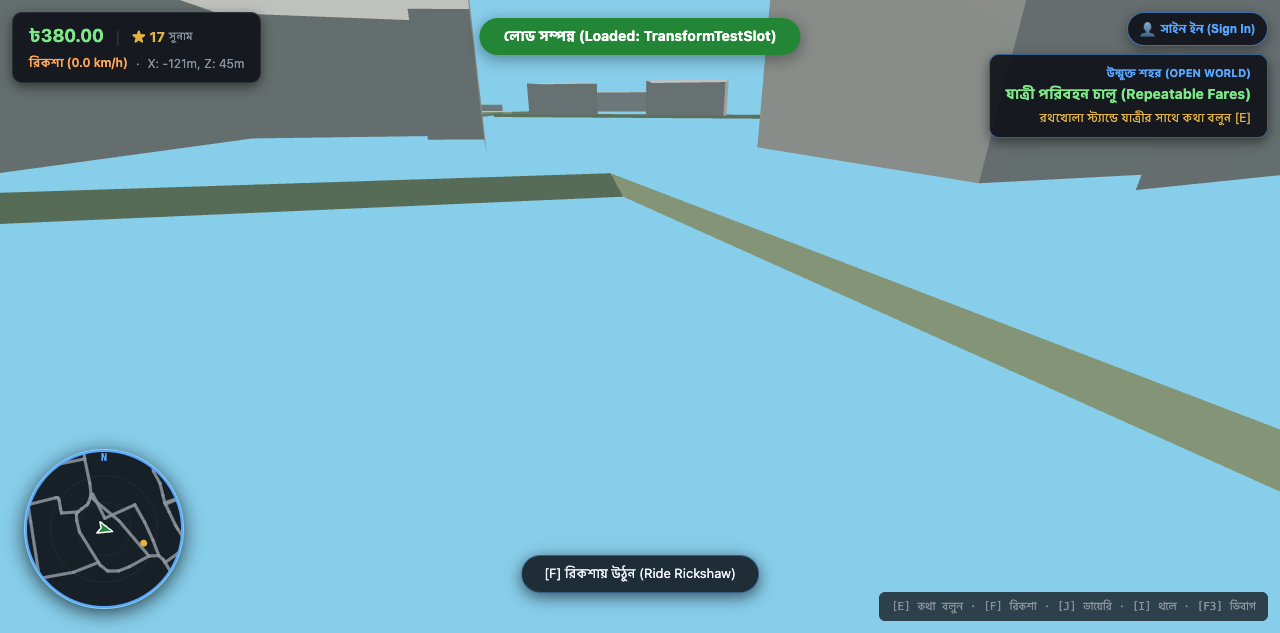 ৳380.00 | ⭐ 17 সুনাম
রিকশা (0.0 km/h) · X: -121m, Z: 45m
লোড সম্পন্ন (Loaded: TransformTestSlot)
👤 সাইন ইন (Sign In)
উন্মুক্ত শহর (OPEN WORLD)
যাত্রী পরিবহন চালু (Repeatable Fares)
রথখোলা স্ট্যান্ডে যাত্রীর সাথে কথা বলুন [E]
N
[F] রিকশায় উঠুন (Ride Rickshaw)
[E] কথা বলুন · [F] রিকশা · [J] ডায়েরি · [I] থলে · [F3] ডিবাগ